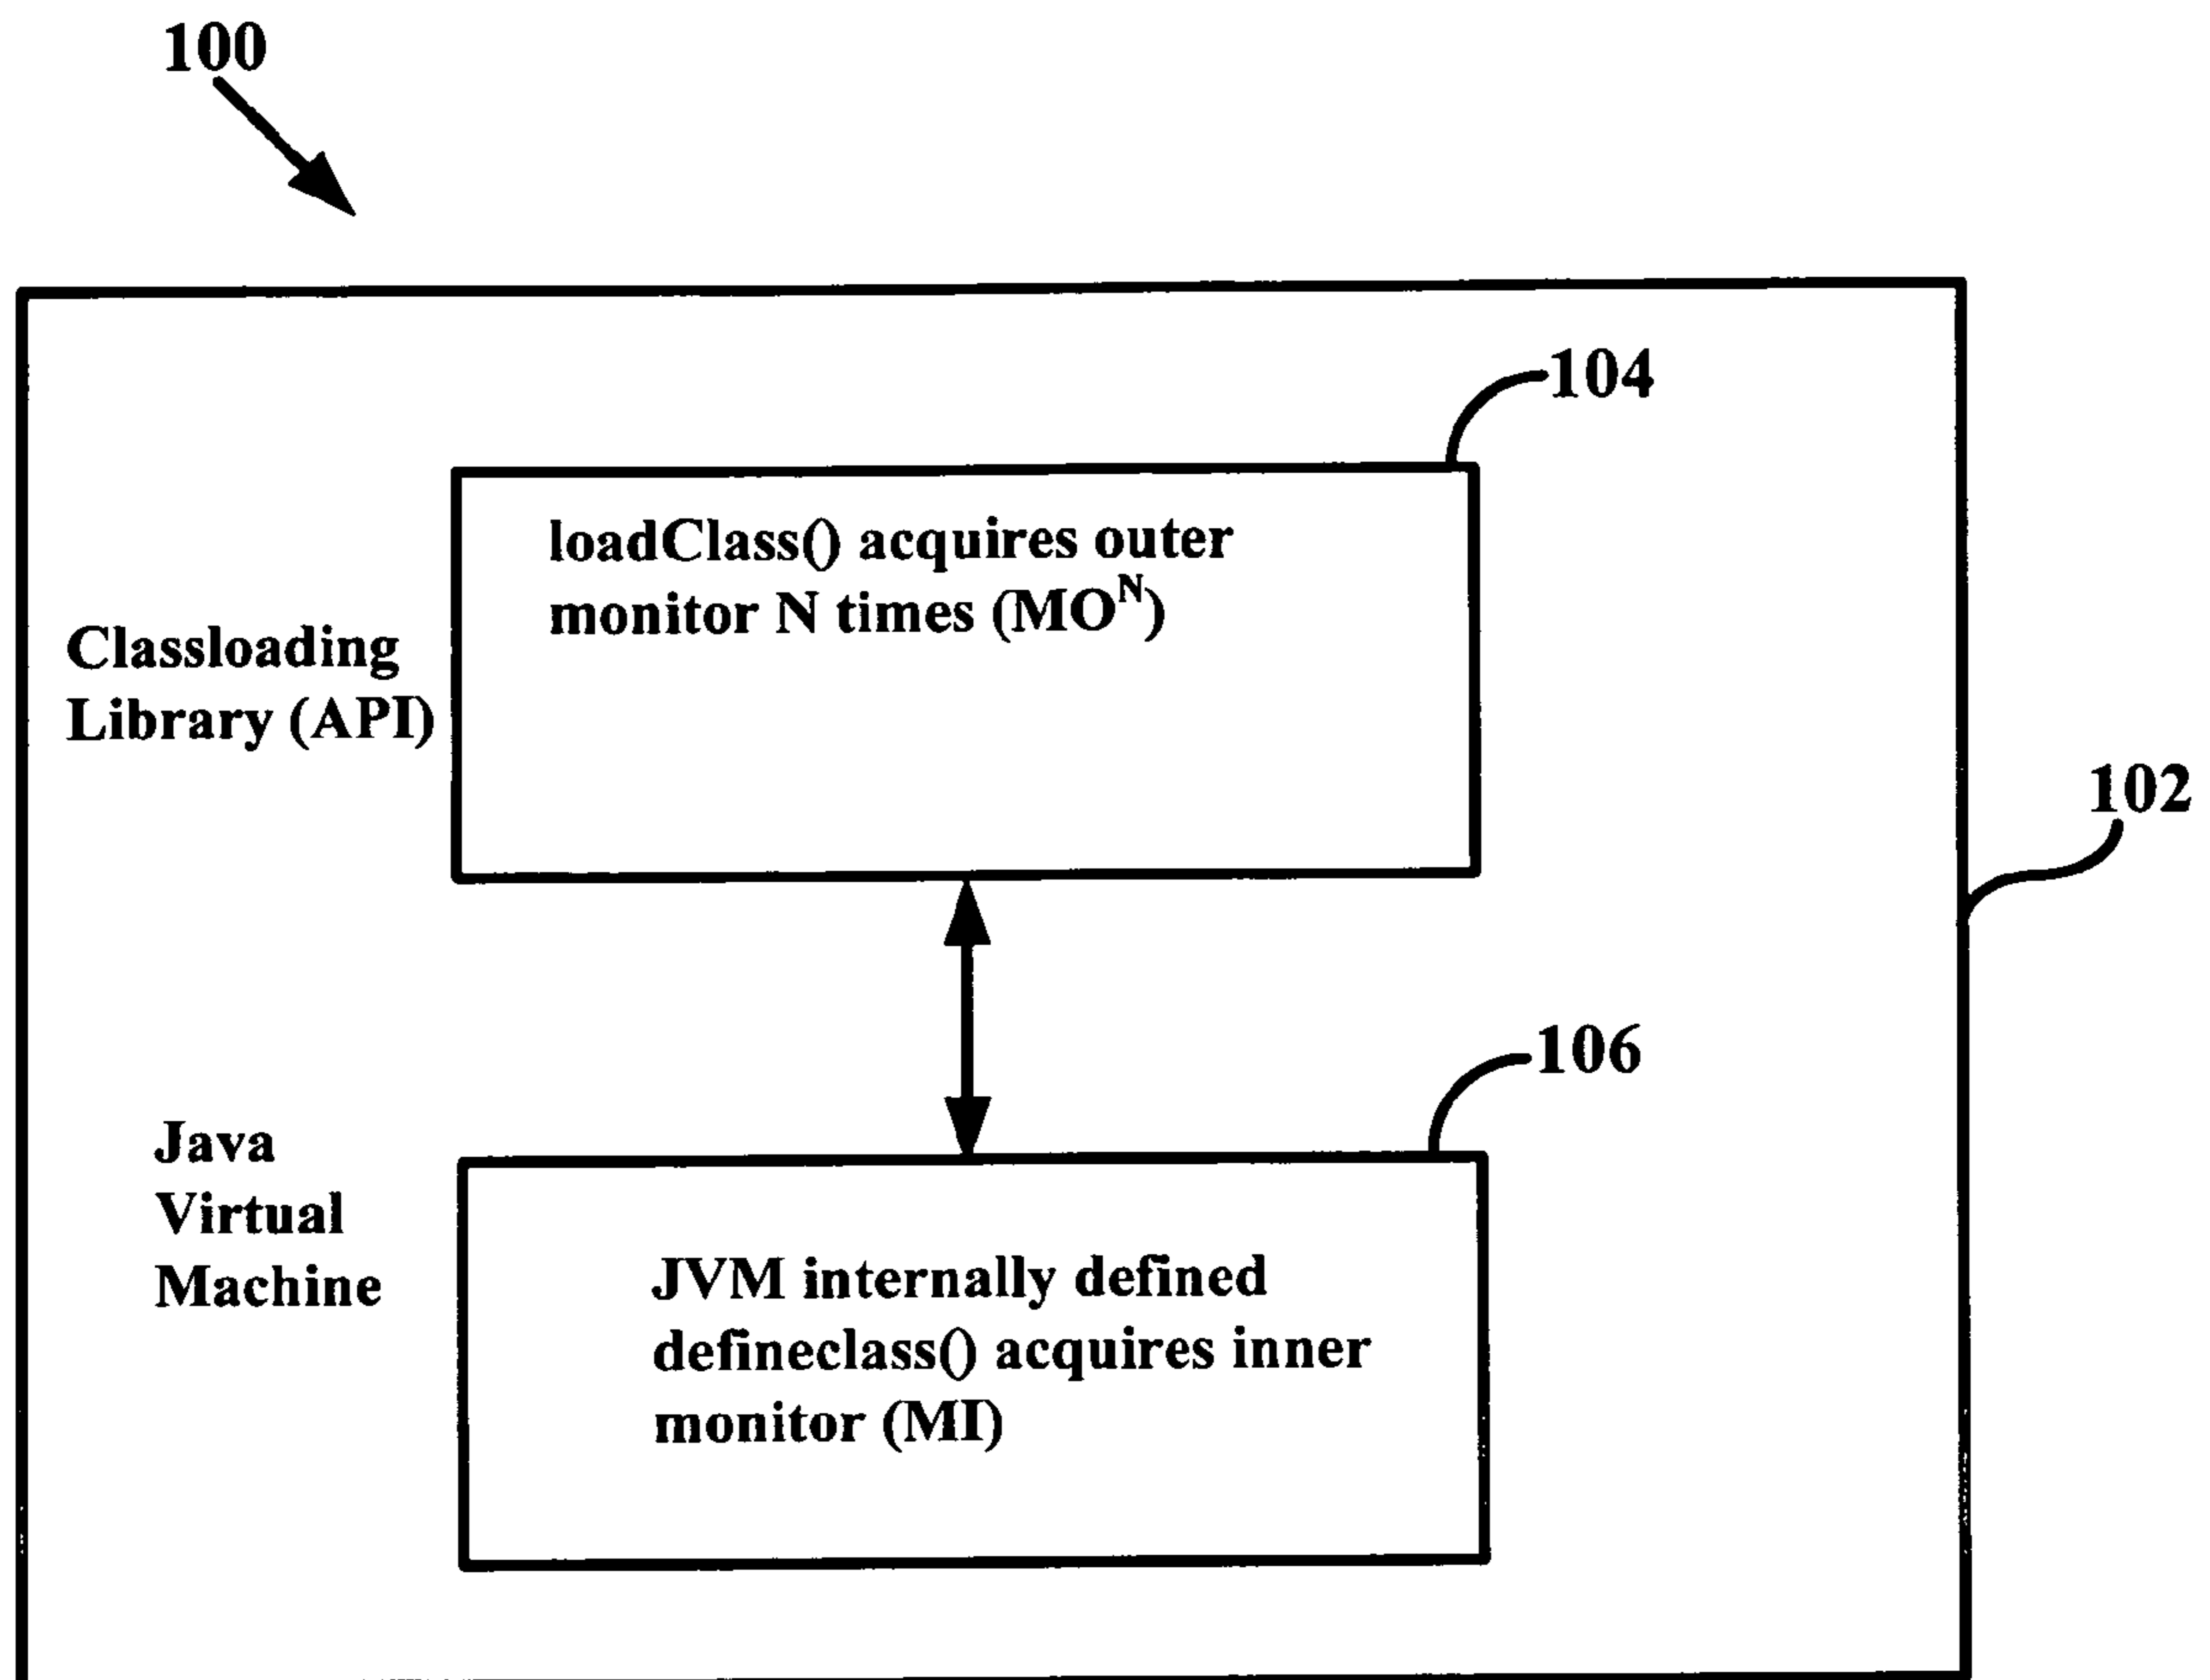 100
104
loadClass() acquires outer
monitor N times (MO^N)
Classloading
Library (API)
102
106
Java
Virtual
Machine
JVM internally defined
defineclass() acquires inner
monitor (MI)